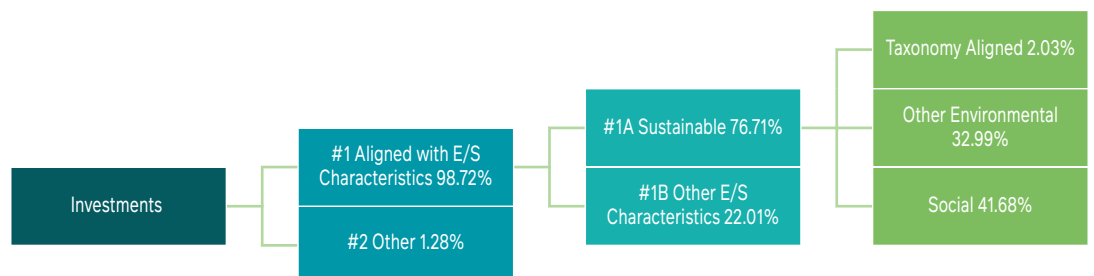 Investments
#1 Aligned with E/S
Characteristics 98.72%
#2 Other 1.28%
#1A Sustainable 76.71%
#1B Other E/S
Characteristics 22.01%
Taxonomy Aligned 2.03%
Other Environmental
32.99%
Social 41.68%